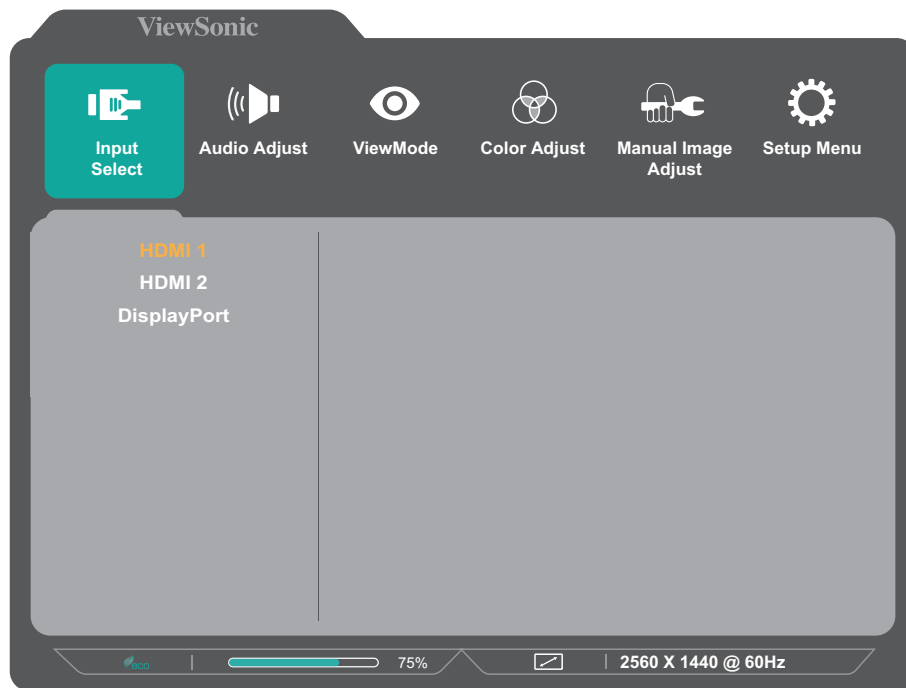 ViewSonic
Input
Select
Audio Adjust
ViewMode
Color Adjust
Manual Image
Adjust
Setup Menu
HDMI 1
HDMI 2
DisplayPort
ECO
75%
2560 X 1440 @ 60Hz